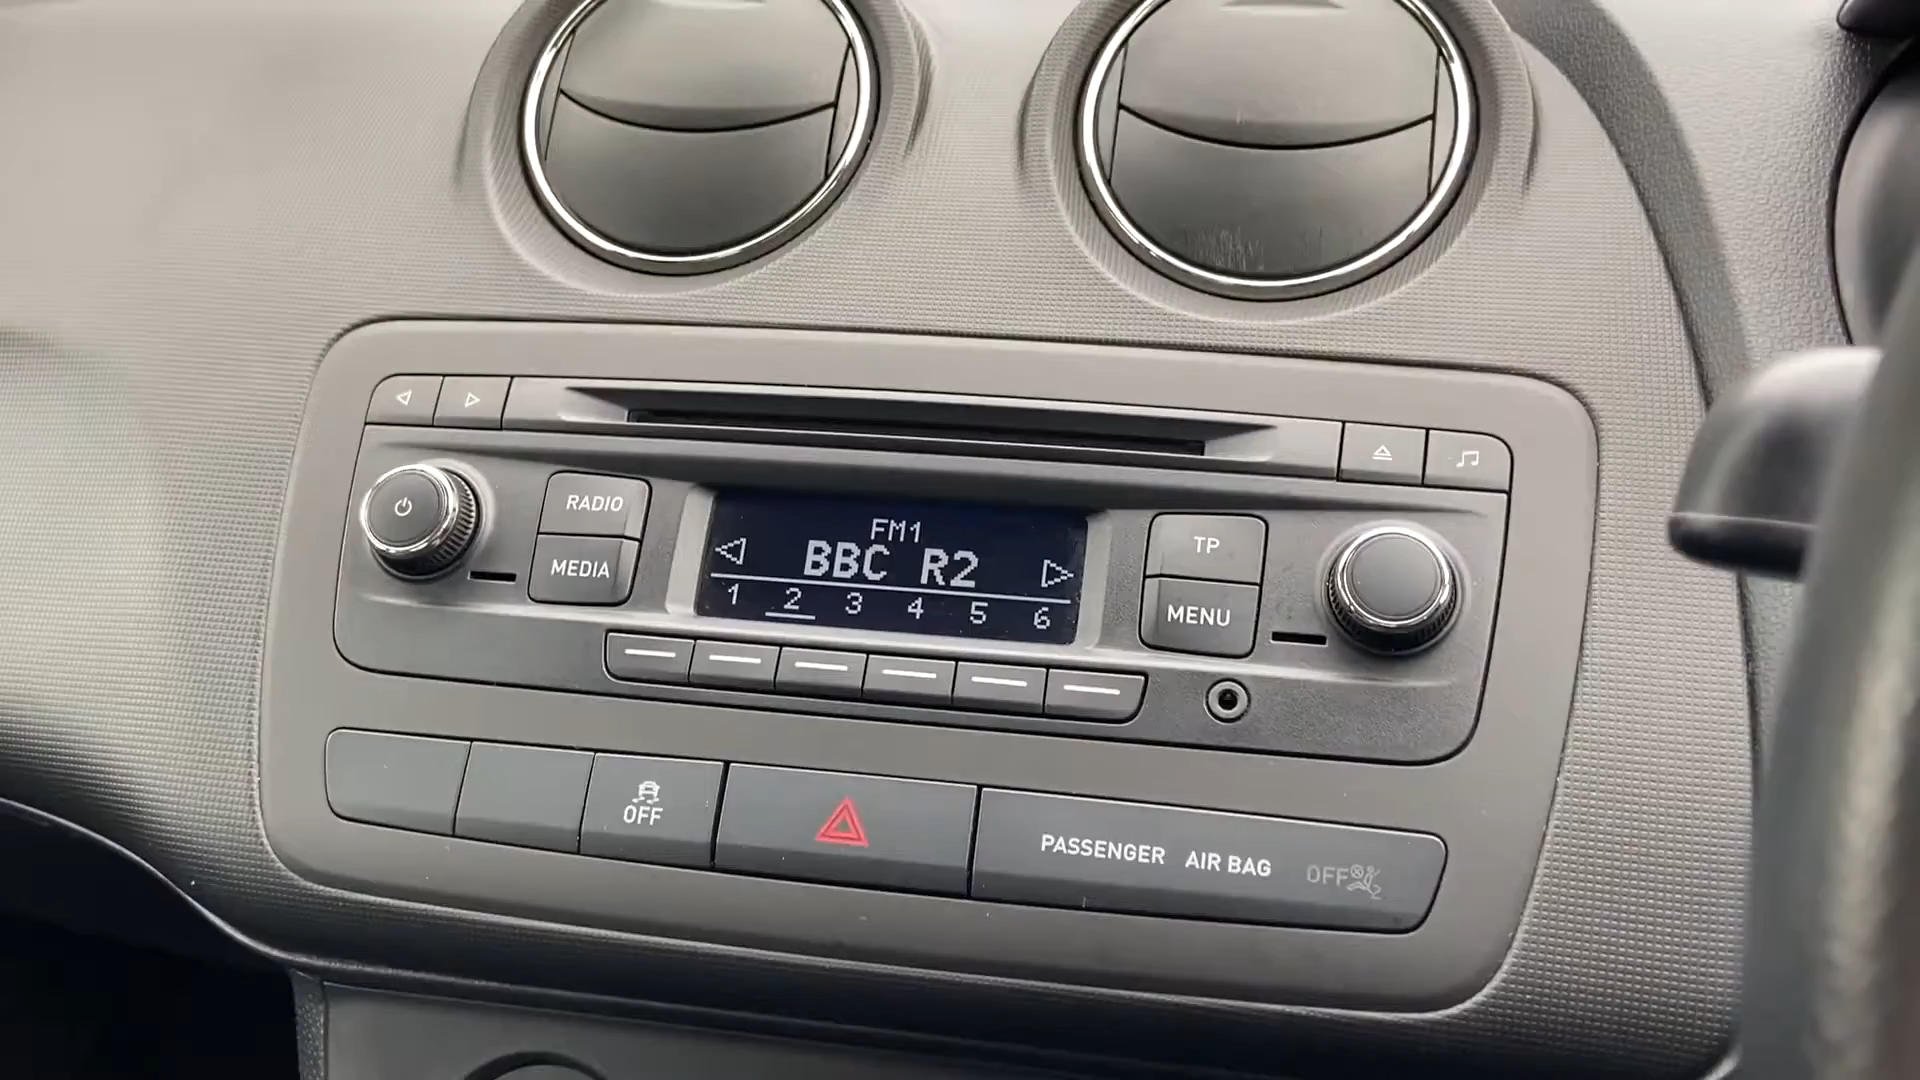 RADIO
MEDIA
FM1
BBC R2
1 2 3 4 5 6
TP
MENU
OFF
PASSENGER AIR BAG OFF